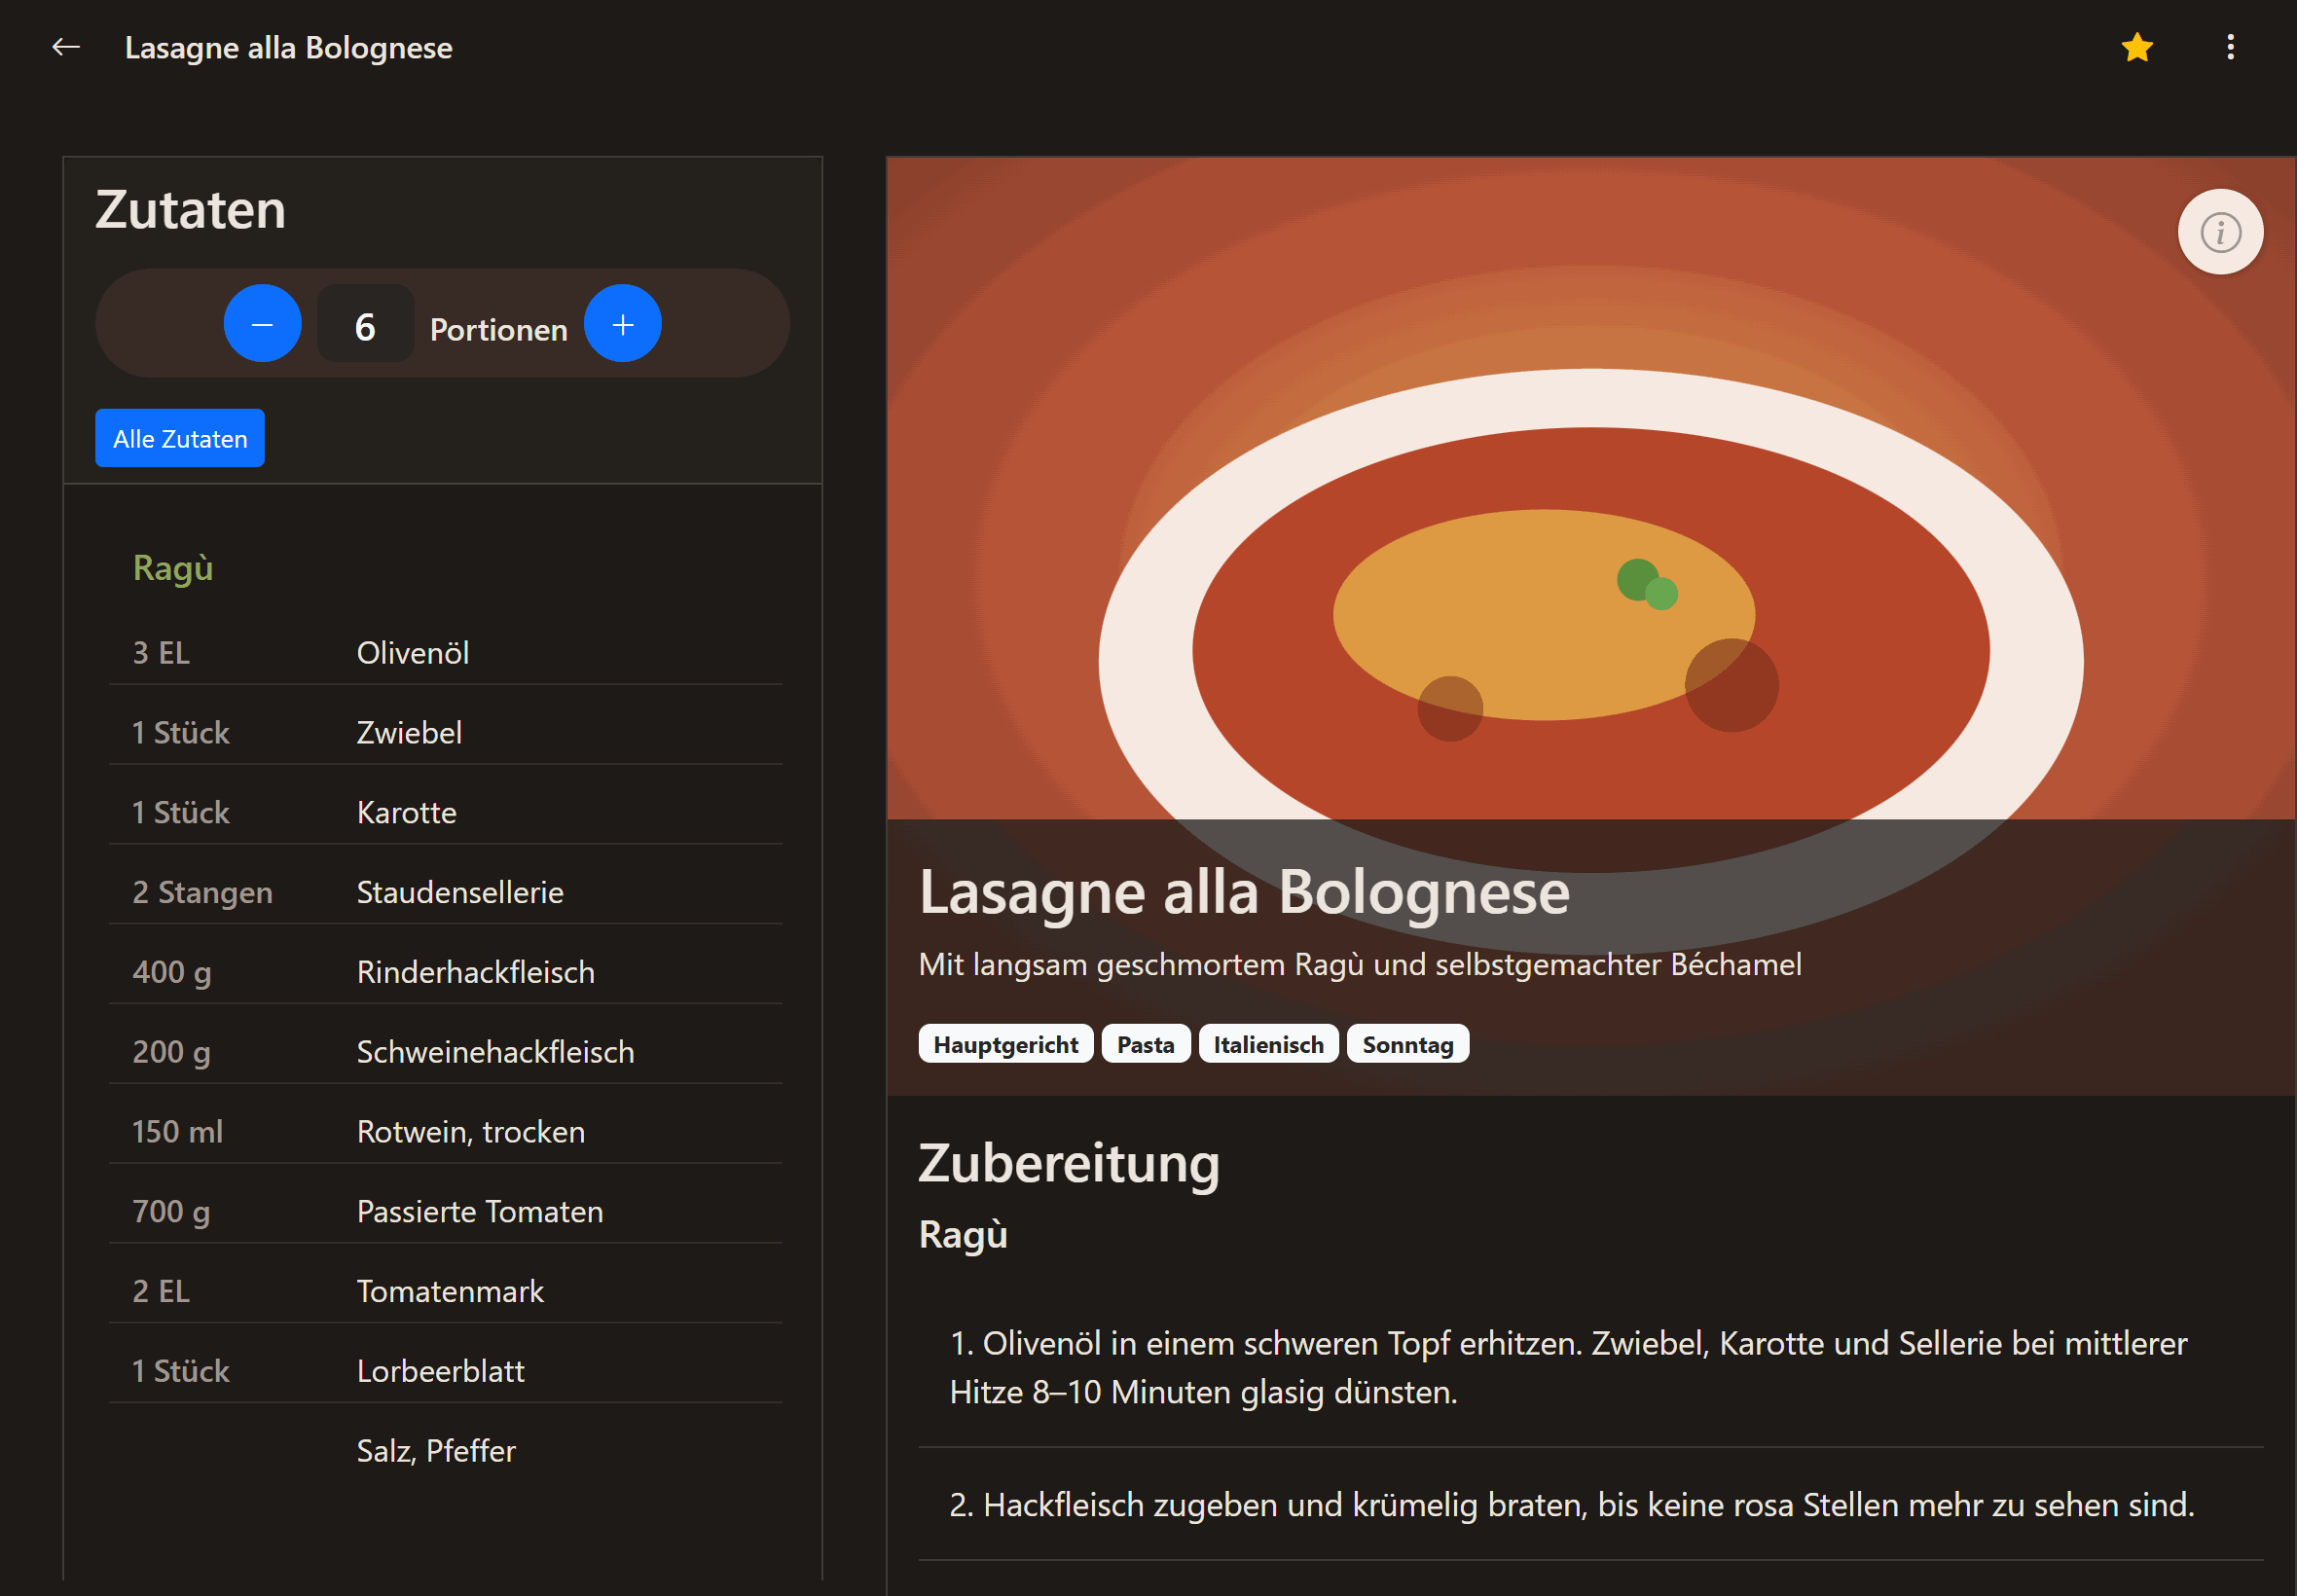 Lasagne alla Bolognese
Zutaten
6 Portionen
Alle Zutaten
Ragù
3 EL Olivenöl
1 Stück Zwiebel
1 Stück Karotte
2 Stangen Staudensellerie
400 g Rinderhackfleisch
200 g Schweinehackfleisch
150 ml Rotwein, trocken
700 g Passierte Tomaten
2 EL Tomatenmark
1 Stück Lorbeerblatt
Salz, Pfeffer
i
Lasagne alla Bolognese
Mit langsam geschmortem Ragù und selbstgemachter Béchamel
Hauptgericht Pasta Italienisch Sonntag
Zubereitung
Ragù
1. Olivenöl in einem schweren Topf erhitzen. Zwiebel, Karotte und Sellerie bei mittlerer
Hitze 8–10 Minuten glasig dünsten.
2. Hackfleisch zugeben und krümelig braten, bis keine rosa Stellen mehr zu sehen sind.